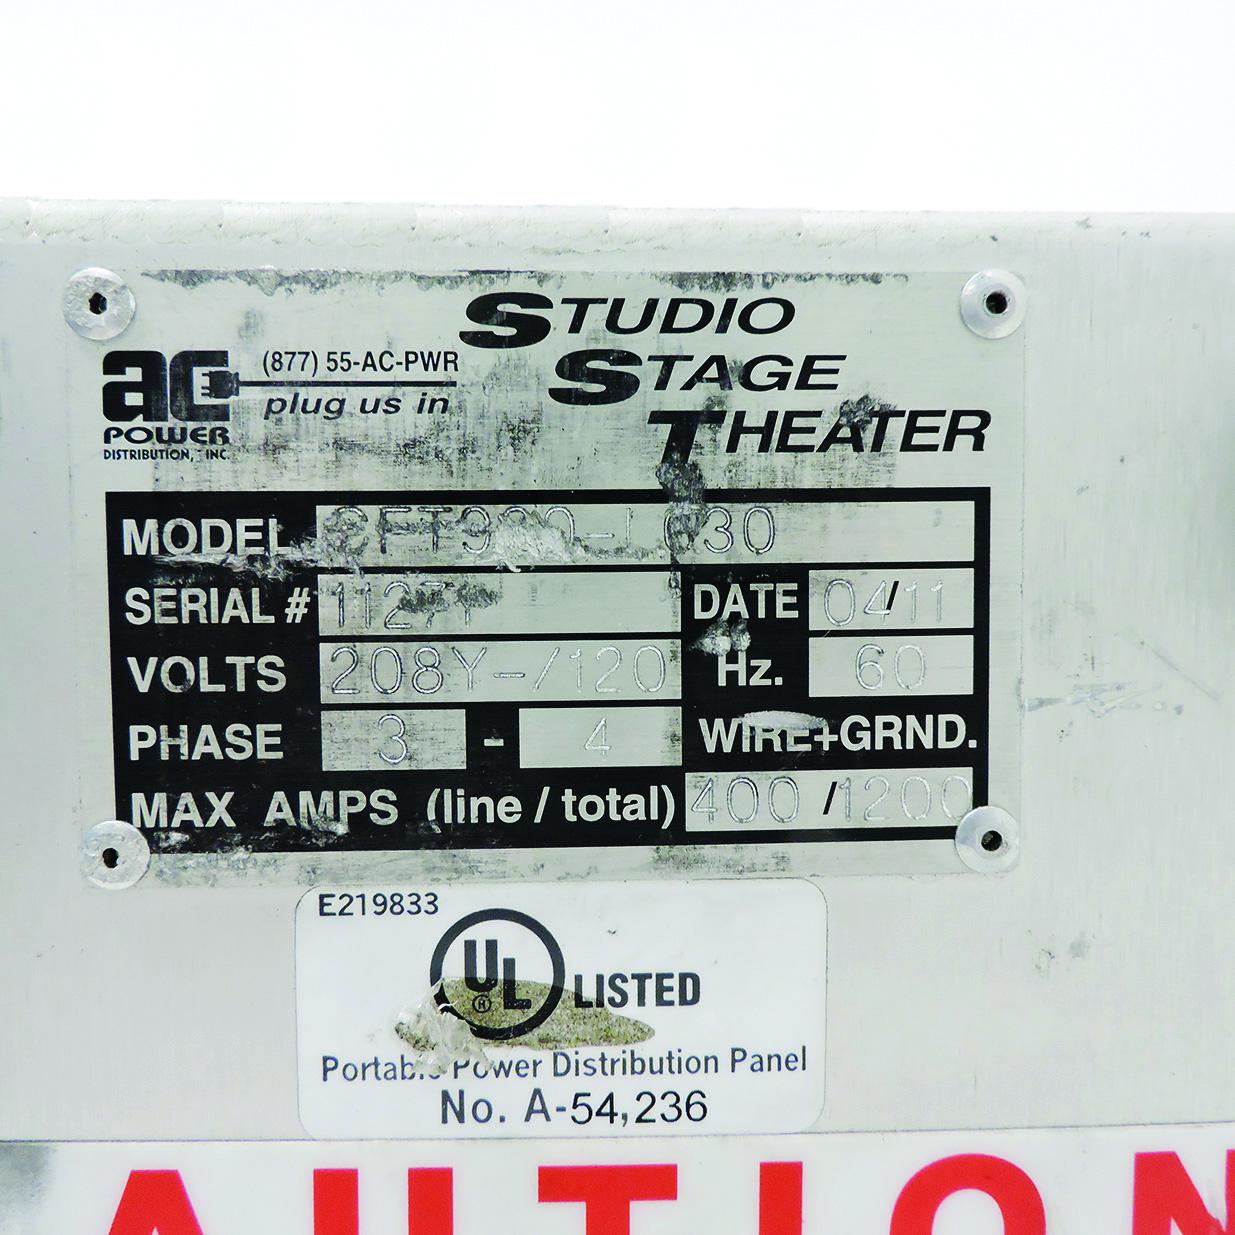 STUDIO
STAGE
THEATER
(877) 55-AC-PWR
plug us in
ac
POWER
DISTRIBUTION, INC.
MODEL
SERIAL #
DATE 04/11
VOLTS 208Y-/120 Hz. 60
PHASE 3 - 4 WIRE+GRND.
MAX AMPS (line / total) 400 /1200
E219833
UL ® LISTED
Portable Power Distribution Panel
No. A-54,236
AUTION